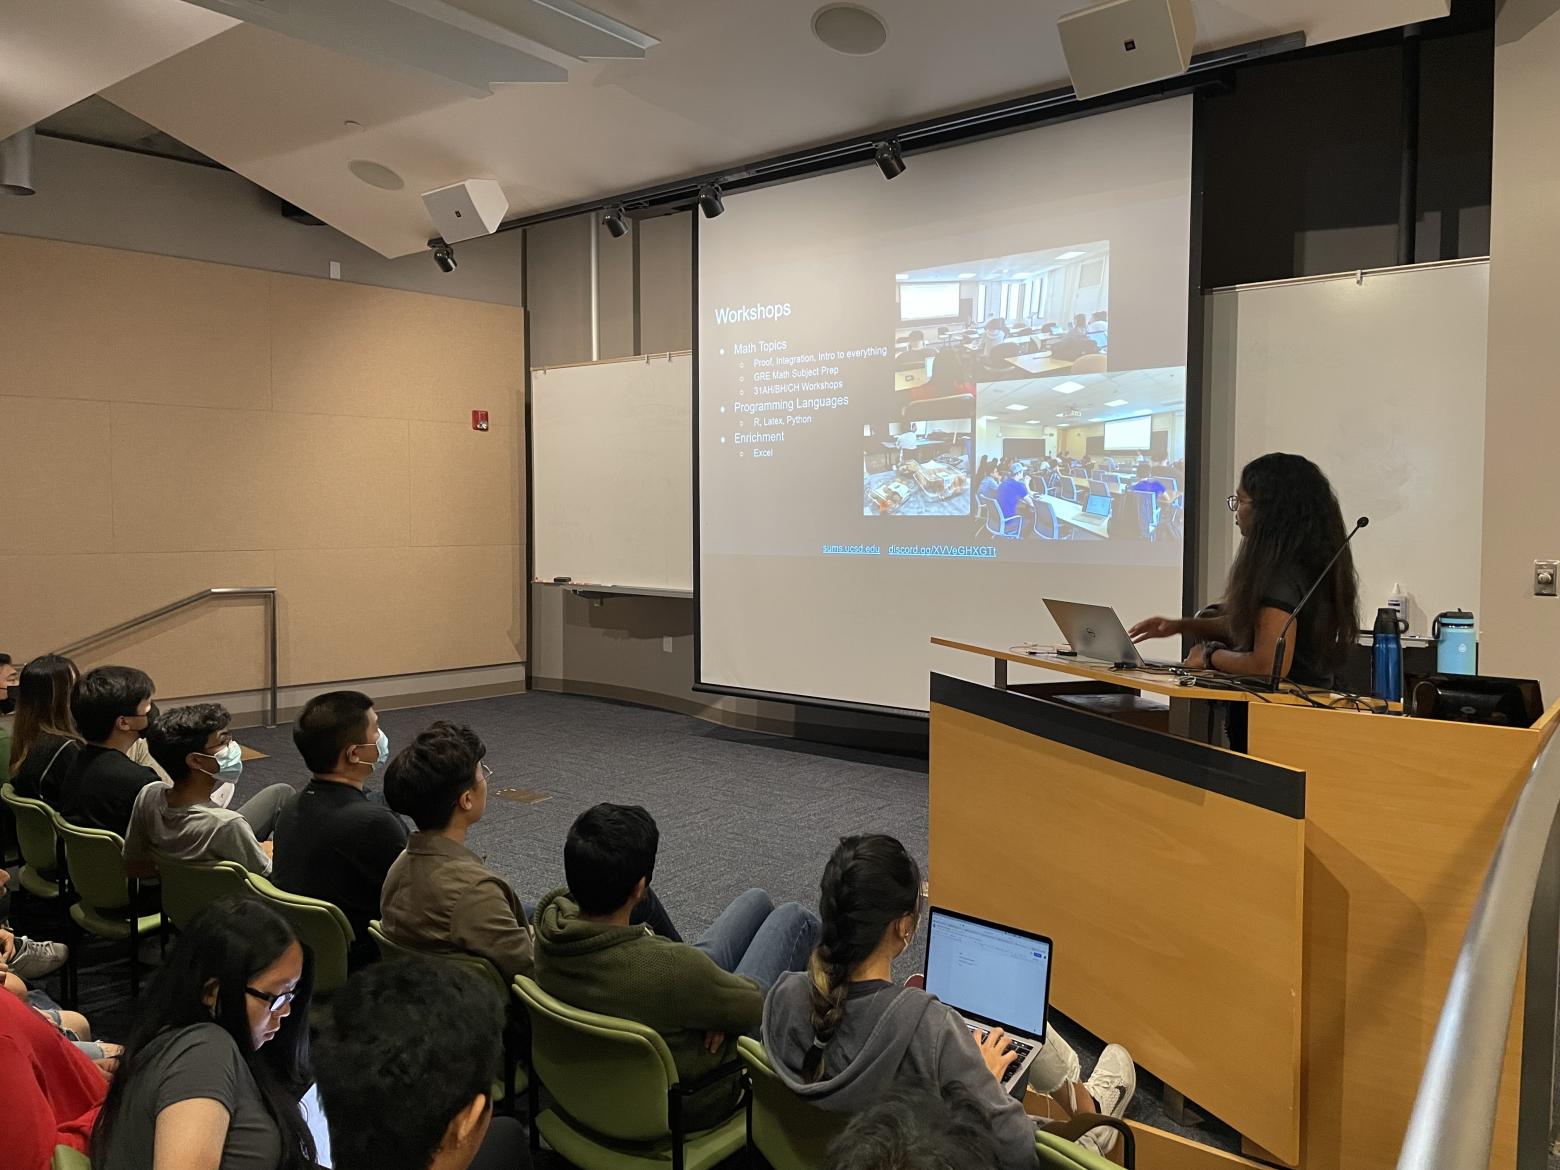 Workshops
Math Topics
Proof, Integration, Intro to everything
GRE Math Subject Prep
31AH/BH/CH Workshops
Programming Languages
R, Latex, Python
Enrichment
Excel
sums.ucsd.edu discord.gg/XVVeGHXGTt